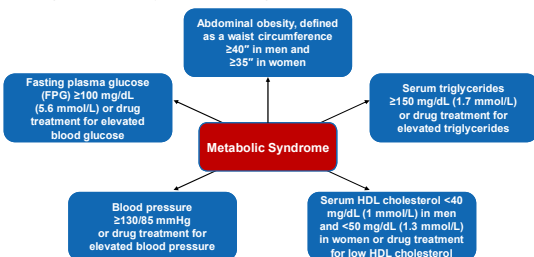 Abdominal obesity, defined
as a waist circumference
≥40″ in men and
≥35″ in women
Fasting plasma glucose
(FPG) ≥100 mg/dL
(5.6 mmol/L) or drug
treatment for elevated
blood glucose
Serum triglycerides
≥150 mg/dL (1.7 mmol/L)
or drug treatment for
elevated triglycerides
Metabolic Syndrome
Blood pressure
≥130/85 mmHg
or drug treatment for
elevated blood pressure
Serum HDL cholesterol <40
mg/dL (1 mmol/L) in men
and <50 mg/dL (1.3 mmol/L)
in women or drug treatment
for low HDL cholesterol